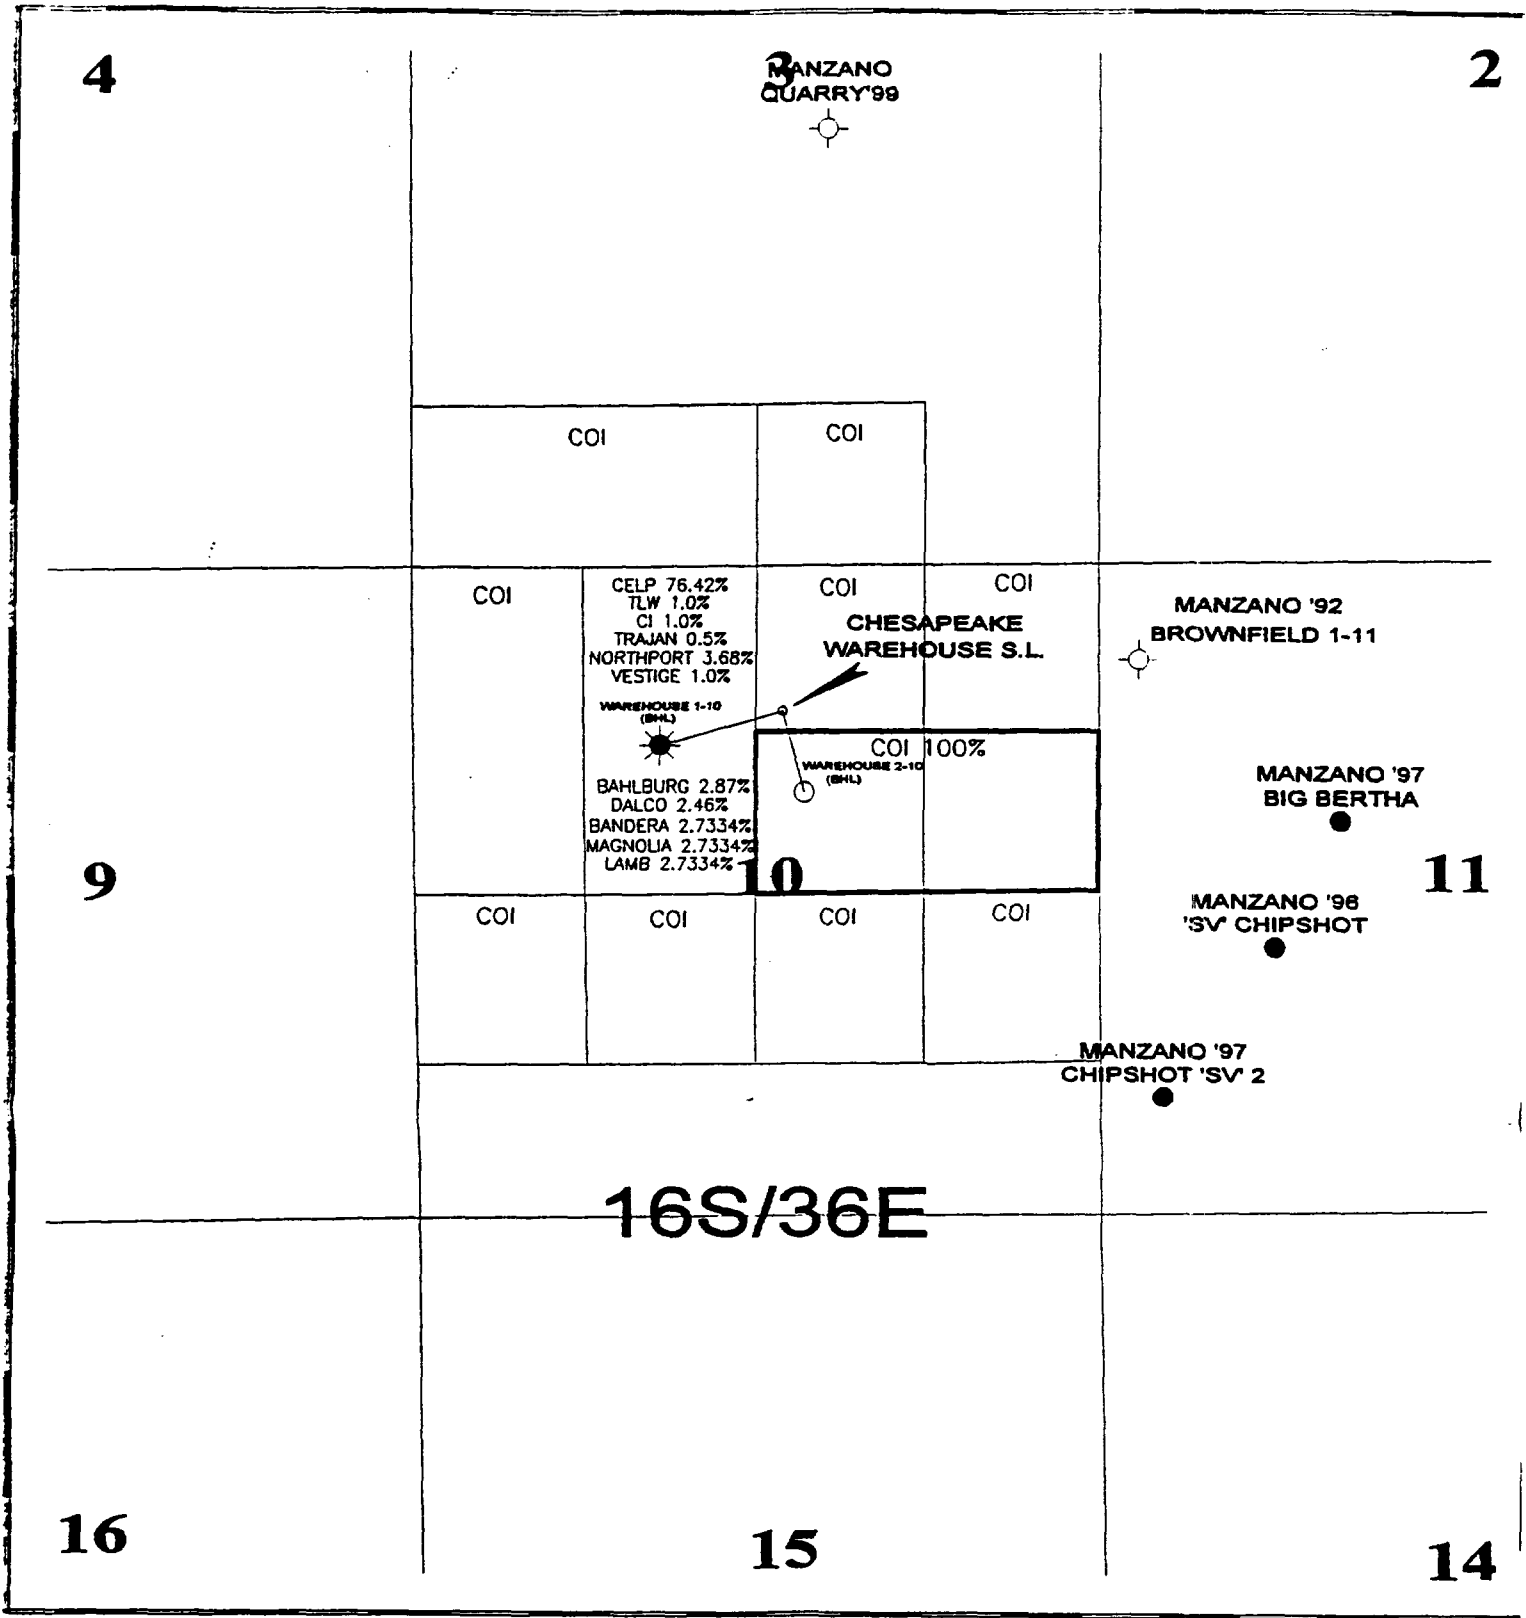 4
3
2
MANZANO
QUARRY'99
COI
COI
COI
CELP 76.42%
TLW 1.0%
CI 1.0%
TRAJAN 0.5%
NORTHPORT 3.68%
VESTIGE 1.0%
WAREHOUSE 1-10
(BHL)
BAHLBURG 2.87%
DALCO 2.46%
BANDERA 2.7334%
MAGNOLIA 2.7334%
LAMB 2.7334%
COI
COI
CHESAPEAKE
WAREHOUSE S.L.
COI 100%
WAREHOUSE 2-10
(BHL)
MANZANO '92
BROWNFIELD 1-11
MANZANO '97
BIG BERTHA
9
10
11
COI
COI
COI
COI
MANZANO '96
'SV' CHIPSHOT
MANZANO '97
CHIPSHOT 'SV' 2
16S/36E
16
15
14